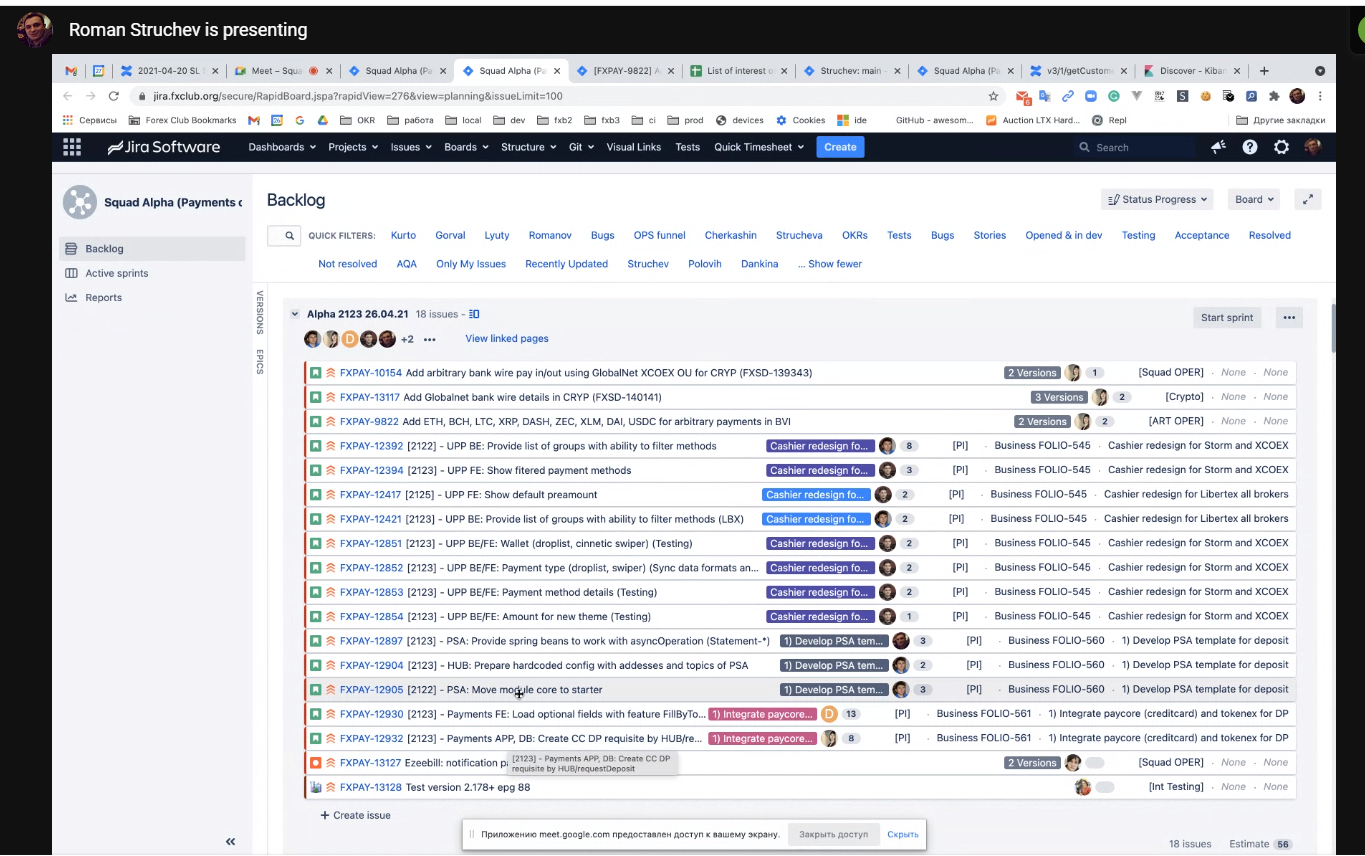 Roman Struchev is presenting
2021-04-20 SL
Meet – Squa
Squad Alpha (Pa
Squad Alpha (Pa
[FXPAY-9822] A
List of interest o
Struchev: main -
Squad Alpha (Pa
v3/1/getCustom
Discover - Kibar
jira.fxclub.org/secure/RapidBoard.jspa?rapidView=276&view=planning&issueLimit=100
Сервисы Forex Club Bookmarks OKR работа local dev fxb2 fxb3 ci prod devices Cookies ide GitHub - awesom... Auction LTX Hard... Repl Другие закладки
Jira Software Dashboards Projects Issues Boards Structure Git Visual Links Tests Quick Timesheet Create Search
Squad Alpha (Payments c
Backlog
Active sprints
Reports
Backlog
Status Progress Board
QUICK FILTERS: Kurto Gorval Lyuty Romanov Bugs OPS funnel Cherkashin Strucheva OKRs Tests Bugs Stories Opened & in dev Testing Acceptance Resolved
Not resolved AQA Only My Issues Recently Updated Struchev Polovih Dankina ... Show fewer
VERSIONS
EPICS
Alpha 2123 26.04.21 18 issues Start sprint
D +2 ••• View linked pages
FXPAY-10154 Add arbitrary bank wire pay in/out using GlobalNet XCOEX OU for CRYP (FXSD-139343) 2 Versions 1 [Squad OPER] · None · None
FXPAY-13117 Add Globalnet bank wire details in CRYP (FXSD-140141) 3 Versions 2 [Crypto] · None · None
FXPAY-9822 Add ETH, BCH, LTC, XRP, DASH, ZEC, XLM, DAI, USDC for arbitrary payments in BVI 2 Versions 2 [ART OPER] · None · None
FXPAY-12392 [2122] - UPP BE: Provide list of groups with ability to filter methods Cashier redesign fo... 8 [PI] · Business FOLIO-545 · Cashier redesign for Storm and XCOEX
FXPAY-12394 [2123] - UPP FE: Show fitered payment methods Cashier redesign fo... 3 [PI] · Business FOLIO-545 · Cashier redesign for Storm and XCOEX
FXPAY-12417 [2125] - UPP FE: Show default preamount Cashier redesign fo... 2 [PI] · Business FOLIO-545 · Cashier redesign for Libertex all brokers
FXPAY-12421 [2123] - UPP BE: Provide list of groups with ability to filter methods (LBX) Cashier redesign fo... 2 [PI] · Business FOLIO-545 · Cashier redesign for Libertex all brokers
FXPAY-12851 [2123] - UPP BE/FE: Wallet (droplist, cinnetic swiper) (Testing) Cashier redesign fo... 2 [PI] · Business FOLIO-545 · Cashier redesign for Storm and XCOEX
FXPAY-12852 [2123] - UPP BE/FE: Payment type (droplist, swiper) (Sync data formats an... Cashier redesign fo... 2 [PI] · Business FOLIO-545 · Cashier redesign for Storm and XCOEX
FXPAY-12853 [2123] - UPP BE/FE: Payment method details (Testing) Cashier redesign fo... 2 [PI] · Business FOLIO-545 · Cashier redesign for Storm and XCOEX
FXPAY-12854 [2123] - UPP BE/FE: Amount for new theme (Testing) Cashier redesign fo... 1 [PI] · Business FOLIO-545 · Cashier redesign for Storm and XCOEX
FXPAY-12897 [2123] - PSA: Provide spring beans to work with asyncOperation (Statement-*) 1) Develop PSA tem... 3 [PI] · Business FOLIO-560 · 1) Develop PSA template for deposit
FXPAY-12904 [2123] - HUB: Prepare hardcoded config with addesses and topics of PSA 1) Develop PSA tem... 2 [PI] · Business FOLIO-560 · 1) Develop PSA template for deposit
FXPAY-12905 [2122] - PSA: Move module core to starter 1) Develop PSA tem... 3 [PI] · Business FOLIO-560 · 1) Develop PSA template for deposit
FXPAY-12930 [2123] - Payments FE: Load optional fields with feature FillByTo... 1) Integrate paycore... D 13 [PI] · Business FOLIO-561 · 1) Integrate paycore (creditcard) and tokenex for DP
FXPAY-12932 [2123] - Payments APP, DB: Create CC DP requisite by HUB/re... 1) Integrate paycore... 8 [PI] · Business FOLIO-561 · 1) Integrate paycore (creditcard) and tokenex for DP
FXPAY-13127 Ezeebill: notification pa 2 Versions [Squad OPER] · None · None
[2123] - Payments APP, DB: Create CC DP
requisite by HUB/requestDeposit
FXPAY-13128 Test version 2.178+ epg 88 [Int Testing] · None · None
+ Create issue
Приложению meet.google.com предоставлен доступ к вашему экрану. Закрыть доступ Скрыть
18 issues Estimate 56